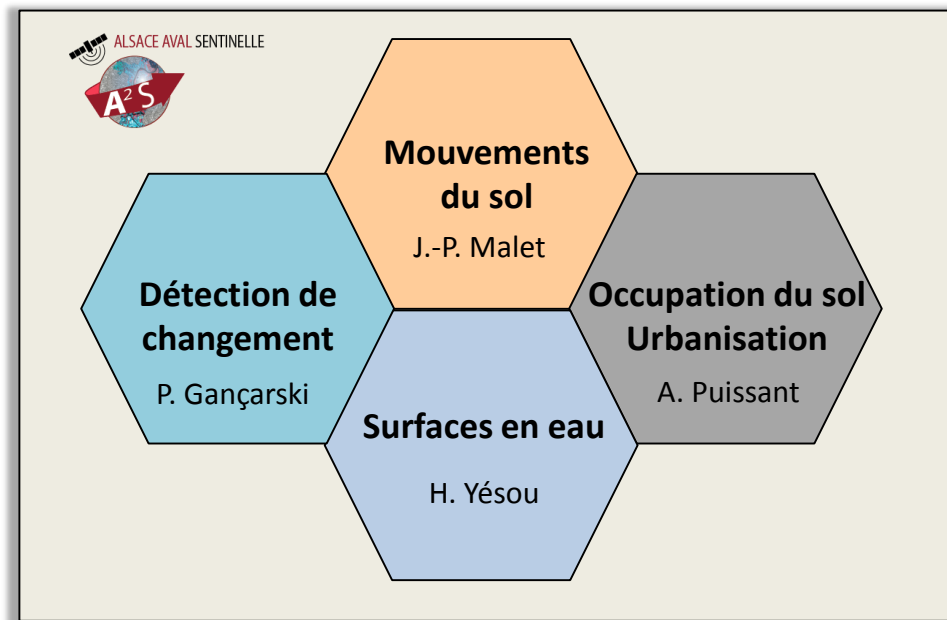 ALSACE AVAL SENTINELLE
A² S
Mouvements
du sol
J.-P. Malet
Détection de
changement
P. Gançarski
Occupation du sol
Urbanisation
A. Puissant
Surfaces en eau
H. Yésou